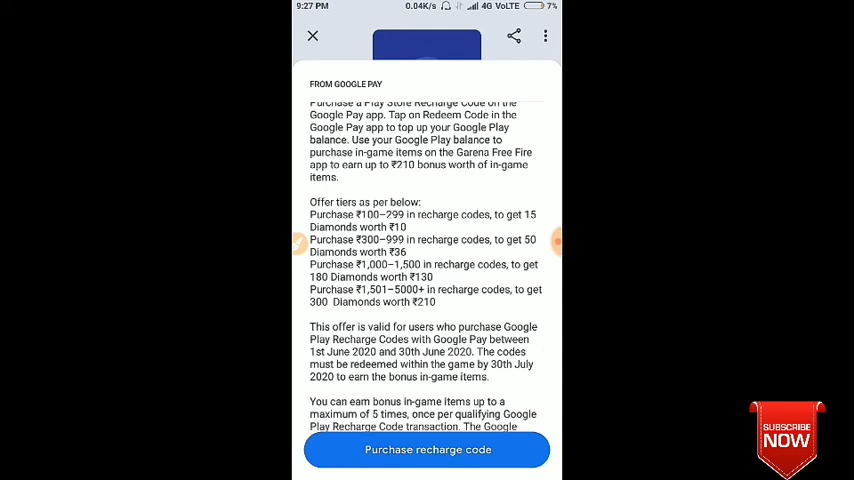 9:27 PM 0.04K/s 4G VoLTE 7%
FROM GOOGLE PAY
Purchase a Play Store Recharge Code on the
Google Pay app. Tap on Redeem Code in the
Google Pay app to top up your Google Play
balance. Use your Google Play balance to
purchase in-game items on the Garena Free Fire
app to earn up to ₹210 bonus worth of in-game
items.
Offer tiers as per below:
Purchase ₹100–299 in recharge codes, to get 15
Diamonds worth ₹10
Purchase ₹300–999 in recharge codes, to get 50
Diamonds worth ₹36
Purchase ₹1,000–1,500 in recharge codes, to get
180 Diamonds worth ₹130
Purchase ₹1,501–5000+ in recharge codes, to get
300 Diamonds worth ₹210
This offer is valid for users who purchase Google
Play Recharge Codes with Google Pay between
1st June 2020 and 30th June 2020. The codes
must be redeemed within the game by 30th July
2020 to earn the bonus in-game items.
You can earn bonus in-game items up to a
maximum of 5 times, once per qualifying Google
Play Recharge Code transaction. The Google
Purchase recharge code
SUBSCRIBE
NOW